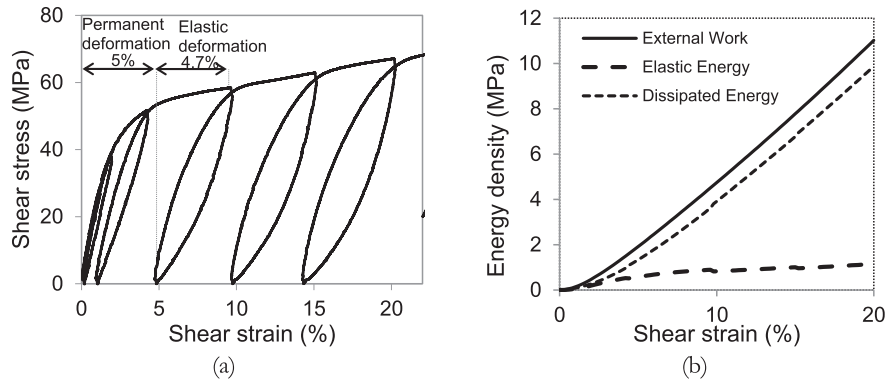 Shear stress (MPa)
80
60
40
20
0
Permanent
deformation
5%
Elastic
deformation
4.7%
0 5 10 15 20
Shear strain (%)
(a)
Energy density (MPa)
12
10
8
6
4
2
0
External Work
Elastic Energy
Dissipated Energy
0 10 20
Shear strain (%)
(b)